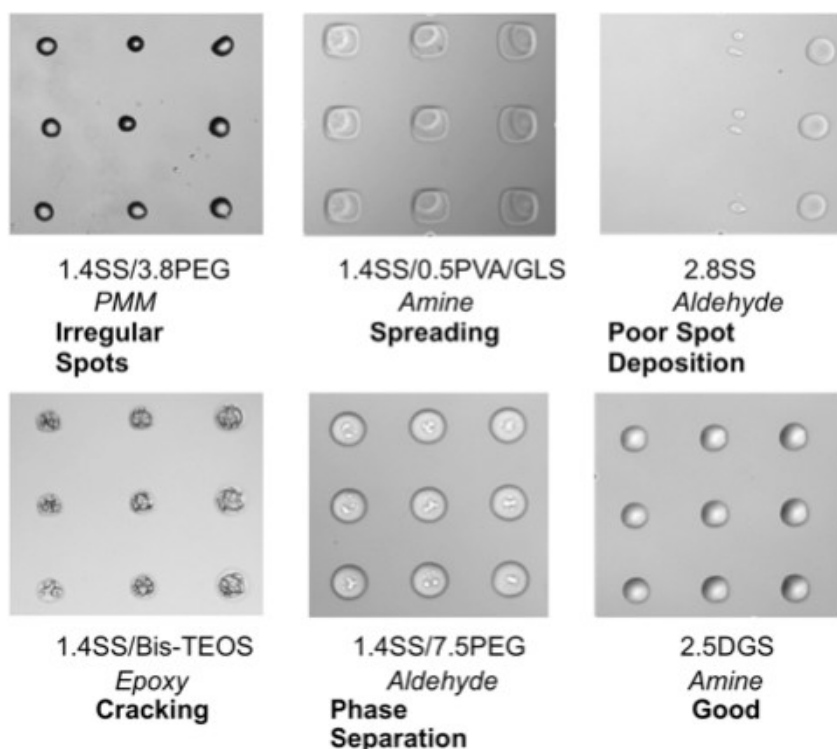 1.4SS/3.8PEG
PMM
Irregular
Spots
1.4SS/0.5PVA/GLS
Amine
Spreading
2.8SS
Aldehyde
Poor Spot
Deposition
1.4SS/Bis-TEOS
Epoxy
Cracking
1.4SS/7.5PEG
Aldehyde
Phase
Separation
2.5DGS
Amine
Good